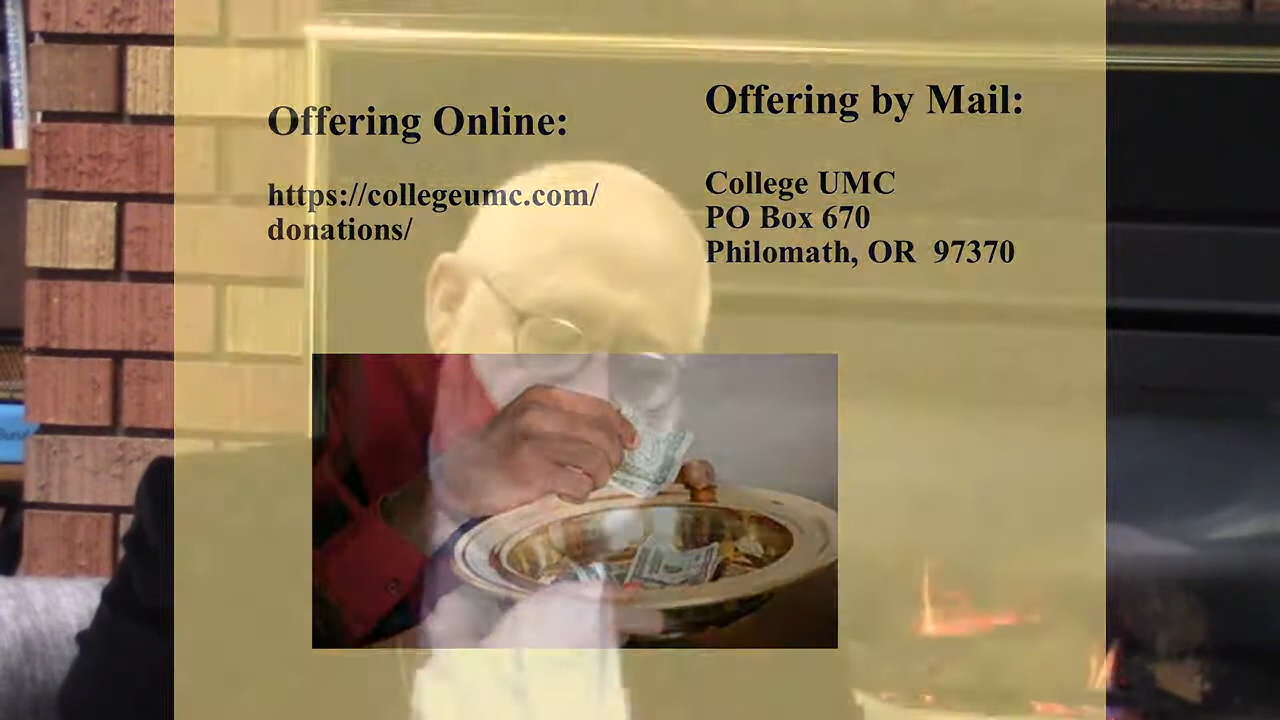 Offering Online:
https://collegeumc.com/
donations/
Offering by Mail:
College UMC
PO Box 670
Philomath, OR  97370